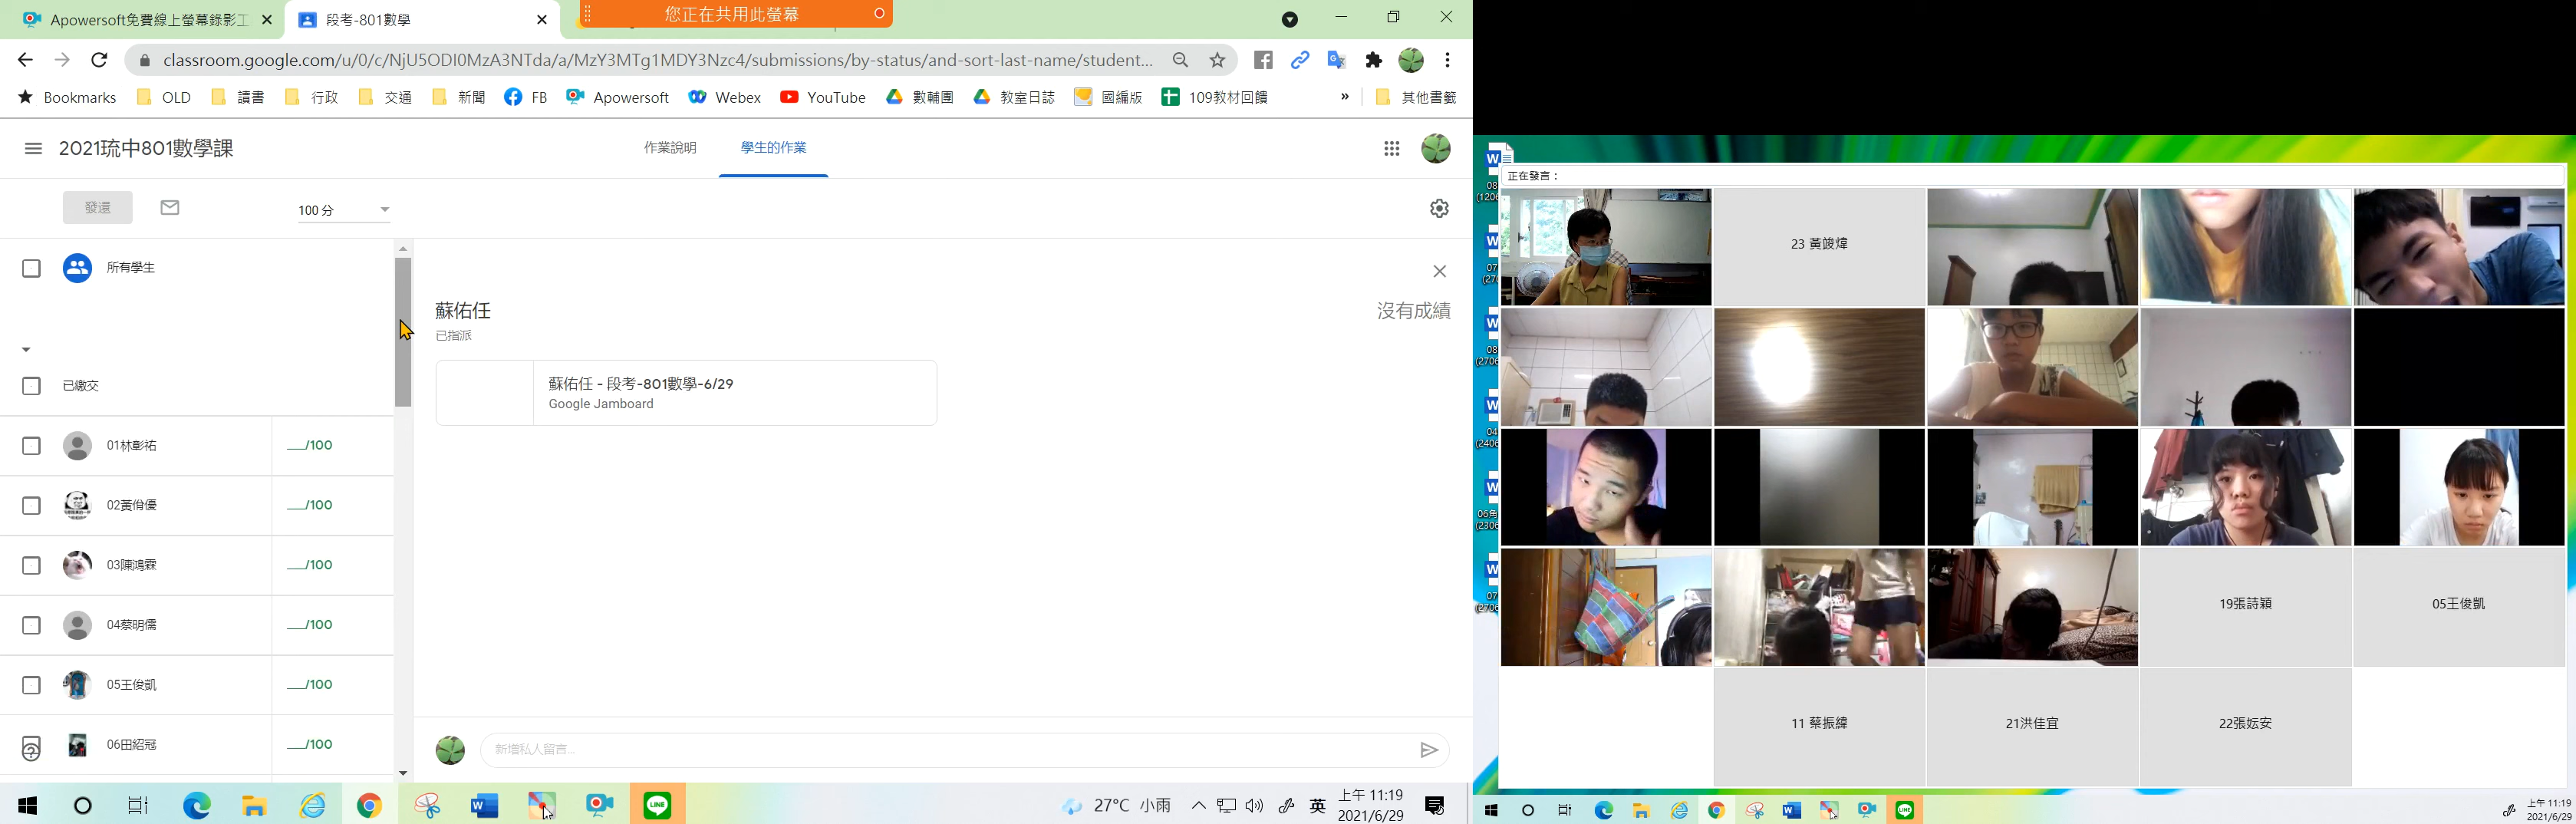 Apowersoft免費線上螢幕錄影工
段考-801數學
您正在共用此螢幕
classroom.google.com/u/0/c/NjU5ODI0MzA3NTda/a/MzY3MTg1MDY3Nzc4/submissions/by-status/and-sort-last-name/student...
Bookmarks OLD 讀書 行政 交通 新聞 FB Apowersoft Webex YouTube 數輔團 教室日誌 國編版 109教材回饋 » 其他書籤
2021琉中801數學課
作業說明
學生的作業
發還
100 分
所有學生
已繳交
01林彰祐 /100
02黃佾優 /100
03陳鴻霖 /100
04蔡明儒 /100
05王俊凱 /100
06田紹冠 /100
蘇佑任
已指派
沒有成績
蘇佑任 - 段考-801數學-6/29
Google Jamboard
新增私人留言...
27°C 小雨
英
上午 11:19
2021/6/29
正在發言：
23 黃竣煒
19張詩穎
05王俊凱
11 蔡振緯
21洪佳宜
22張妘安
上午 11:19
2021/6/29